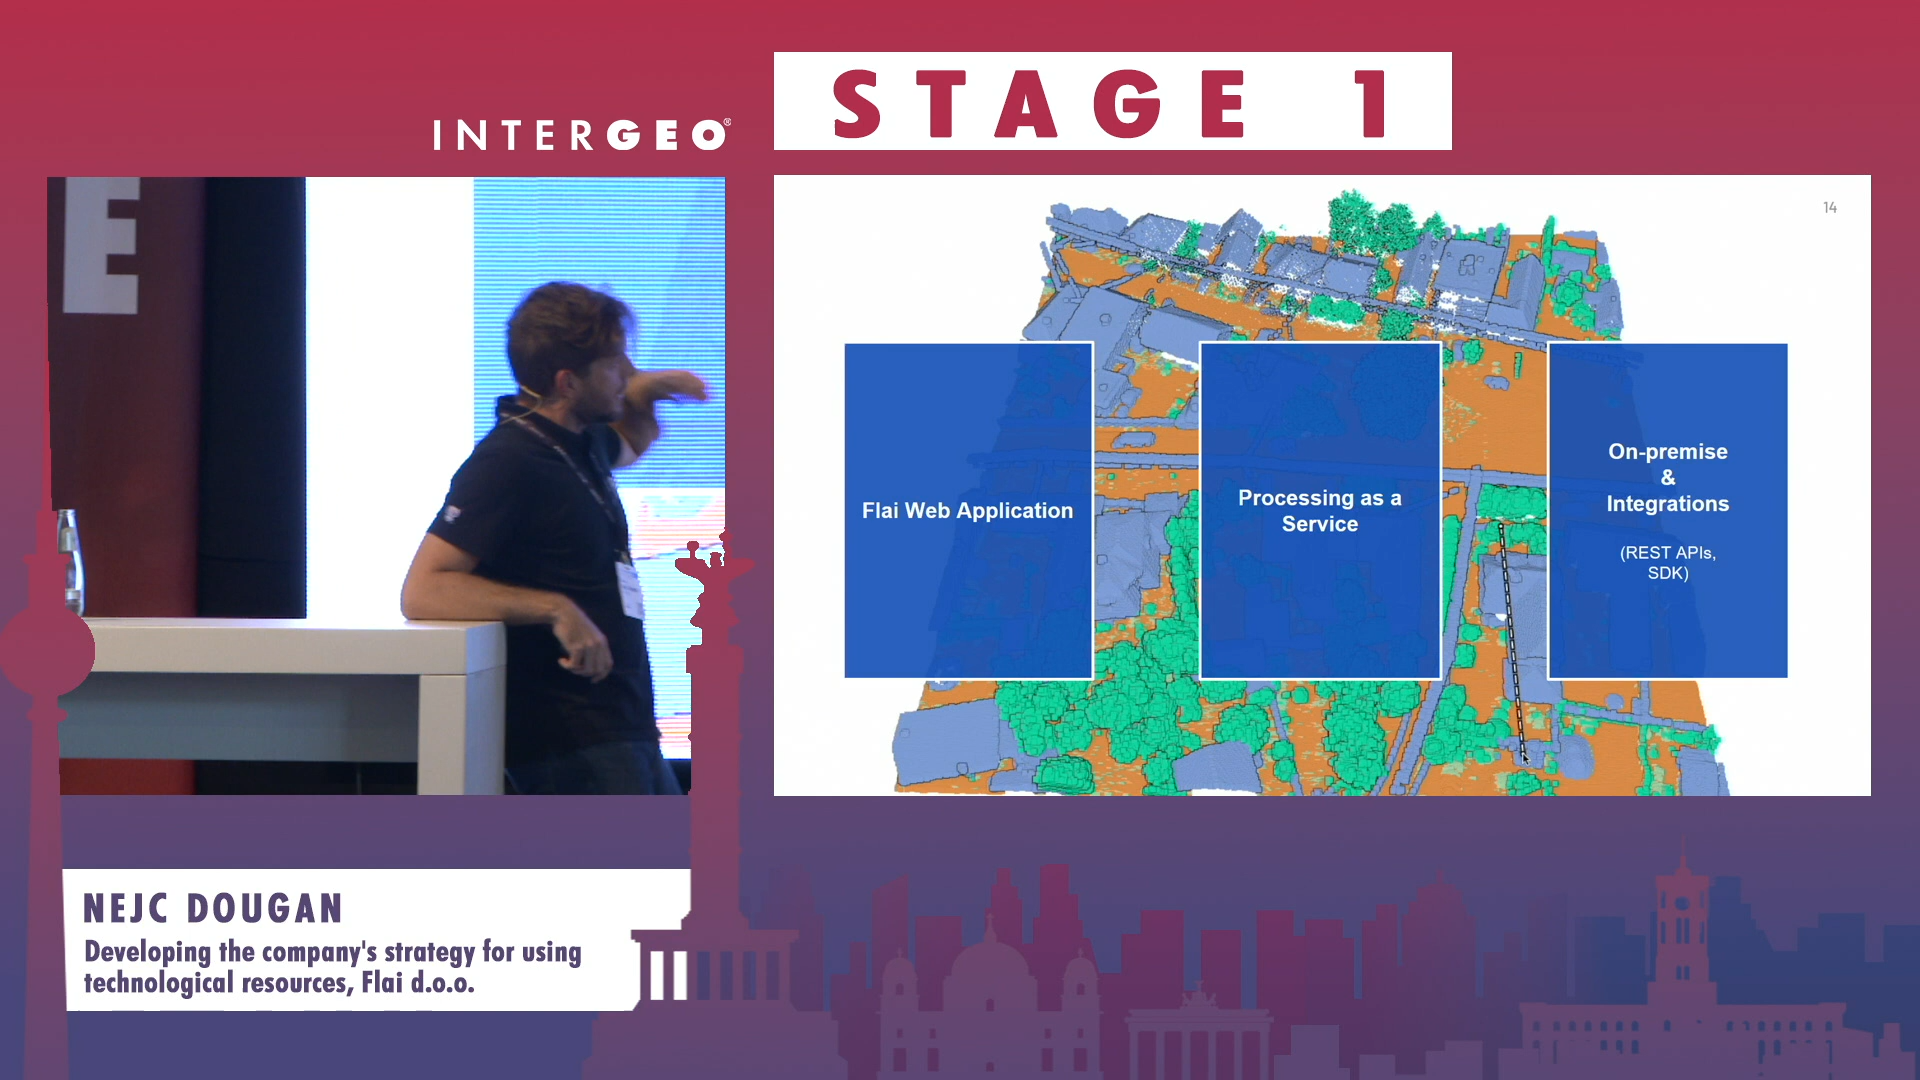 INTERGEO®
STAGE 1
E
14
Flai Web Application
Processing as a
Service
On-premise
&
Integrations
(REST APIs,
SDK)
NEJC DOUGAN
Developing the company's strategy for using
technological resources, Flai d.o.o.